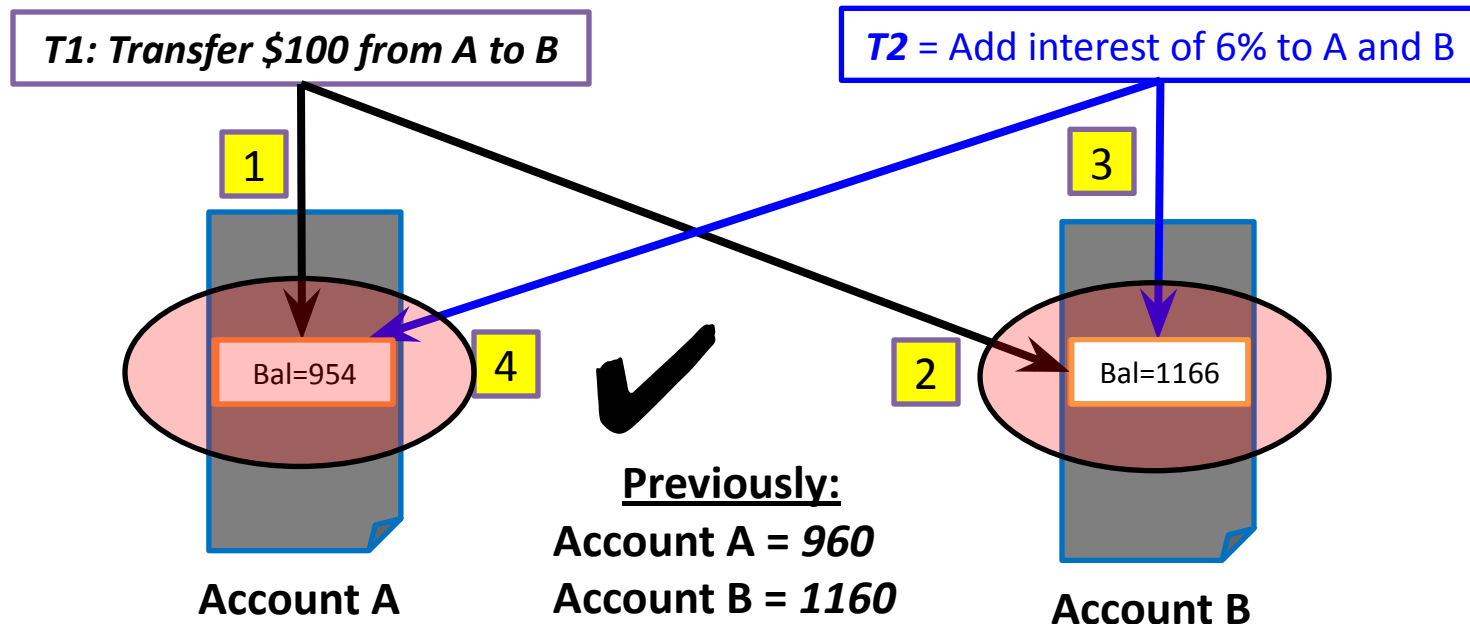 T1: Transfer $100 from A to B
T2 = Add interest of 6% to A and B
1
3
Bal=954
4
2
Bal=1166
Previously:
Account A = 960
Account B = 1160
Account A
Account B